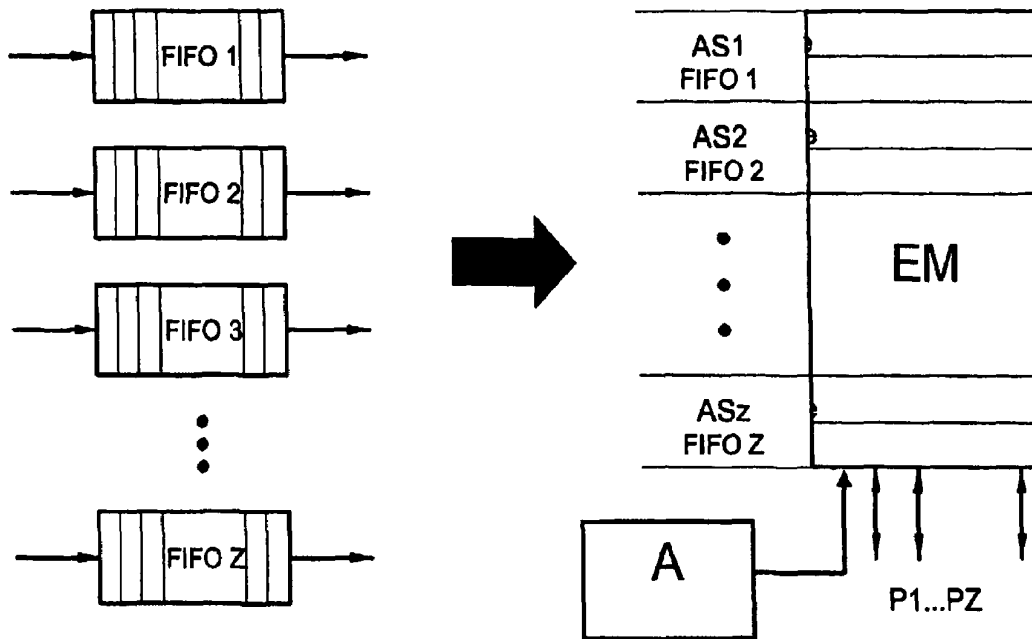 FIFO 1
FIFO 2
FIFO 3
FIFO Z
AS1
FIFO 1
AS2
FIFO 2
EM
ASz
FIFO Z
A
P1...PZ